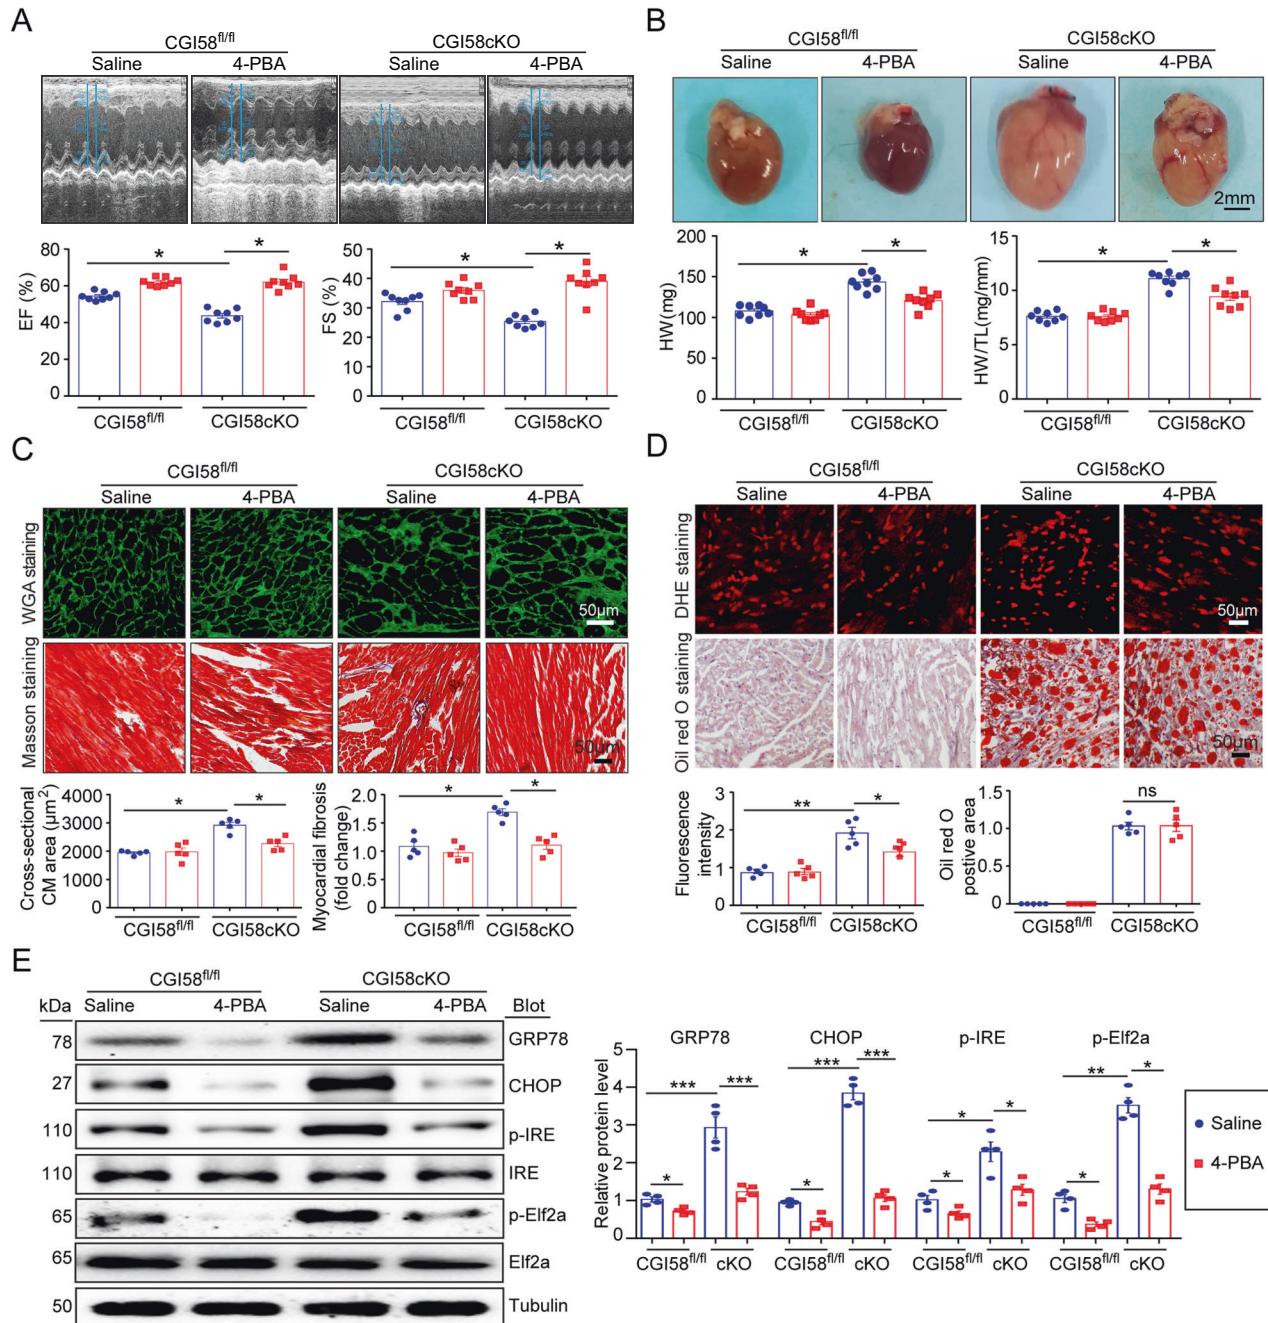 A
CGI58fl/fl CGI58cKO
Saline 4-PBA Saline 4-PBA
EF (%)
80
60
40
20
0
*
*
CGI58fl/fl CGI58cKO
FS (%)
50
40
30
20
10
0
*
*
CGI58fl/fl CGI58cKO
B
CGI58fl/fl CGI58cKO
Saline 4-PBA Saline 4-PBA
2mm
HW(mg)
200
150
100
50
0
*
*
CGI58fl/fl CGI58cKO
HW/TL(mg/mm)
15
10
5
0
*
*
CGI58fl/fl CGI58cKO
C
CGI58fl/fl CGI58cKO
Saline 4-PBA Saline 4-PBA
WGA staining
50μm
Masson staining
50μm
Cross-sectional
CM area (μm2)
4000
3000
2000
1000
0
*
*
CGI58fl/fl CGI58cKO
Myocardial fibrosis
(fold change)
2.0
1.5
1.0
0.5
0
*
*
CGI58fl/fl CGI58cKO
D
CGI58fl/fl CGI58cKO
Saline 4-PBA Saline 4-PBA
DHE staining
50μm
Oil red O staining
50μm
Fluorescence
intensity
3
2
1
0
**
*
CGI58fl/fl CGI58cKO
Oil red O
postive area
1.5
1.0
0.5
0
ns
CGI58fl/fl CGI58cKO
E
CGI58fl/fl CGI58cKO
kDa Saline 4-PBA Saline 4-PBA Blot
78 GRP78
27 CHOP
110 p-IRE
110 IRE
65 p-Elf2a
65 Elf2a
50 Tubulin
GRP78 CHOP p-IRE p-Elf2a
Relative protein level
5
4
3
2
1
0
* *** ***
* *** ***
* * *
* ** *
CGI58fl/fl cKO CGI58fl/fl cKO CGI58fl/fl cKO CGI58fl/fl cKO
Saline
4-PBA